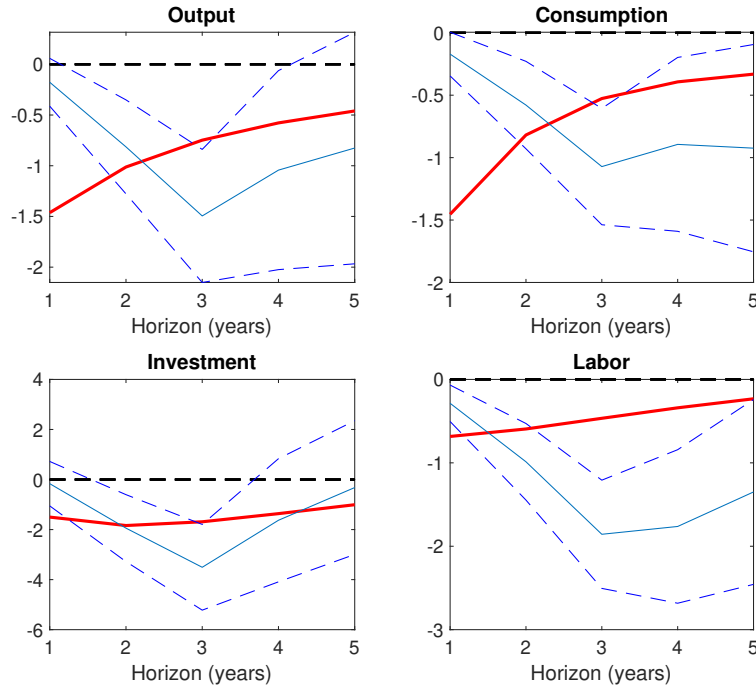 Output
0
-0.5
-1
-1.5
-2
1 2 3 4 5
Horizon (years)
Consumption
0
-0.5
-1
-1.5
-2
1 2 3 4 5
Horizon (years)
Investment
4
2
0
-2
-4
-6
1 2 3 4 5
Horizon (years)
Labor
0
-1
-2
-3
1 2 3 4 5
Horizon (years)